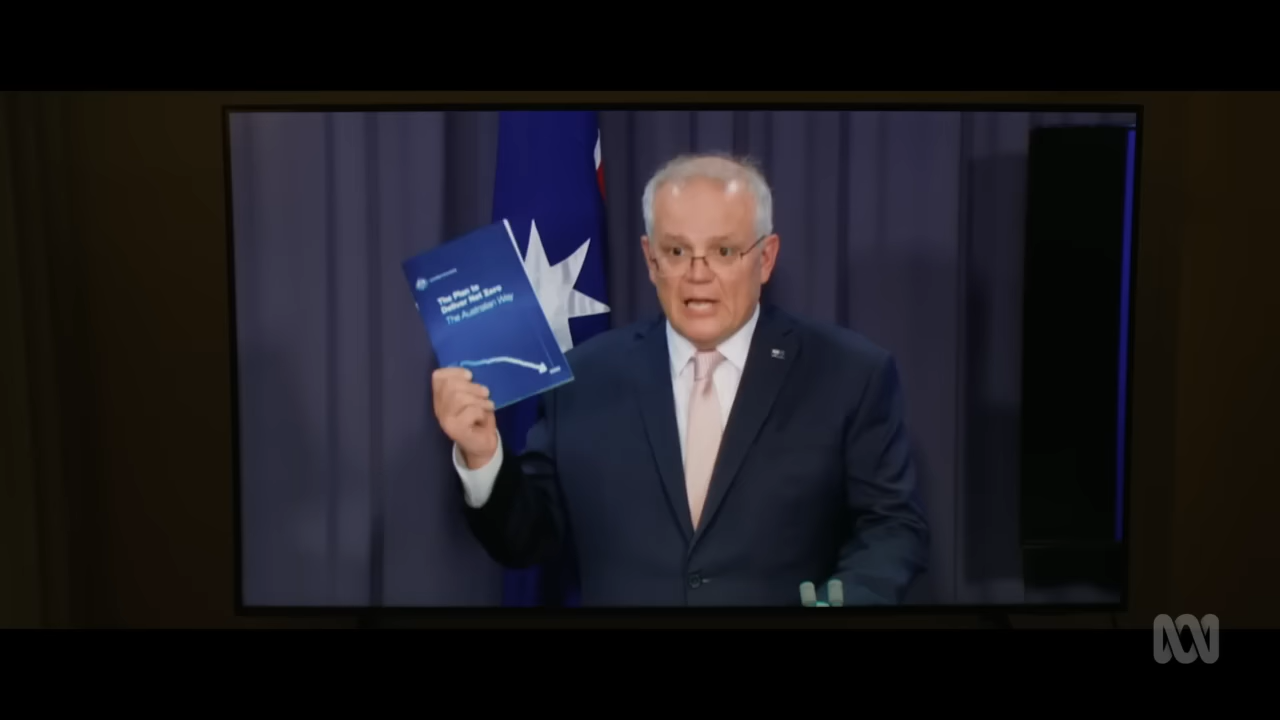 The Plan to
Deliver Net Zero
The Australian Way